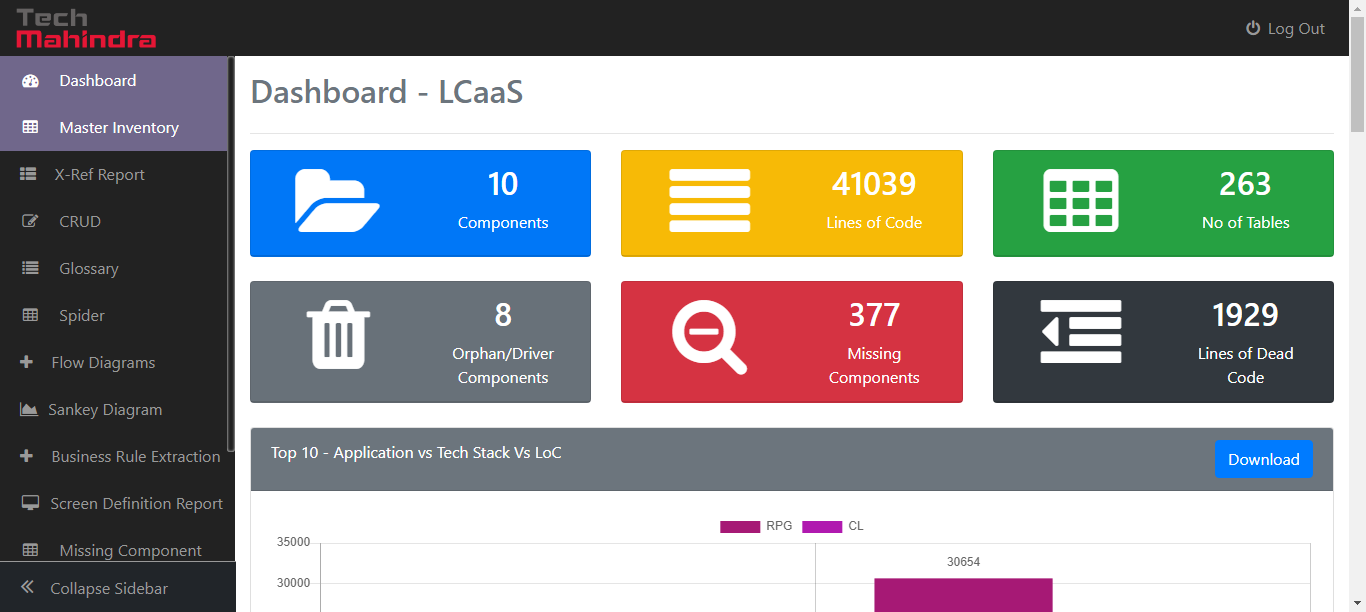 Tech
Mahindra
Log Out
Dashboard
Master Inventory
X-Ref Report
CRUD
Glossary
Spider
Flow Diagrams
Sankey Diagram
Business Rule Extraction
Screen Definition Report
Missing Component
Collapse Sidebar
Dashboard - LCaaS
10
Components
41039
Lines of Code
263
No of Tables
8
Orphan/Driver
Components
377
Missing
Components
1929
Lines of Dead
Code
Top 10 - Application vs Tech Stack Vs LoC
Download
RPG CL
35000
30654
30000